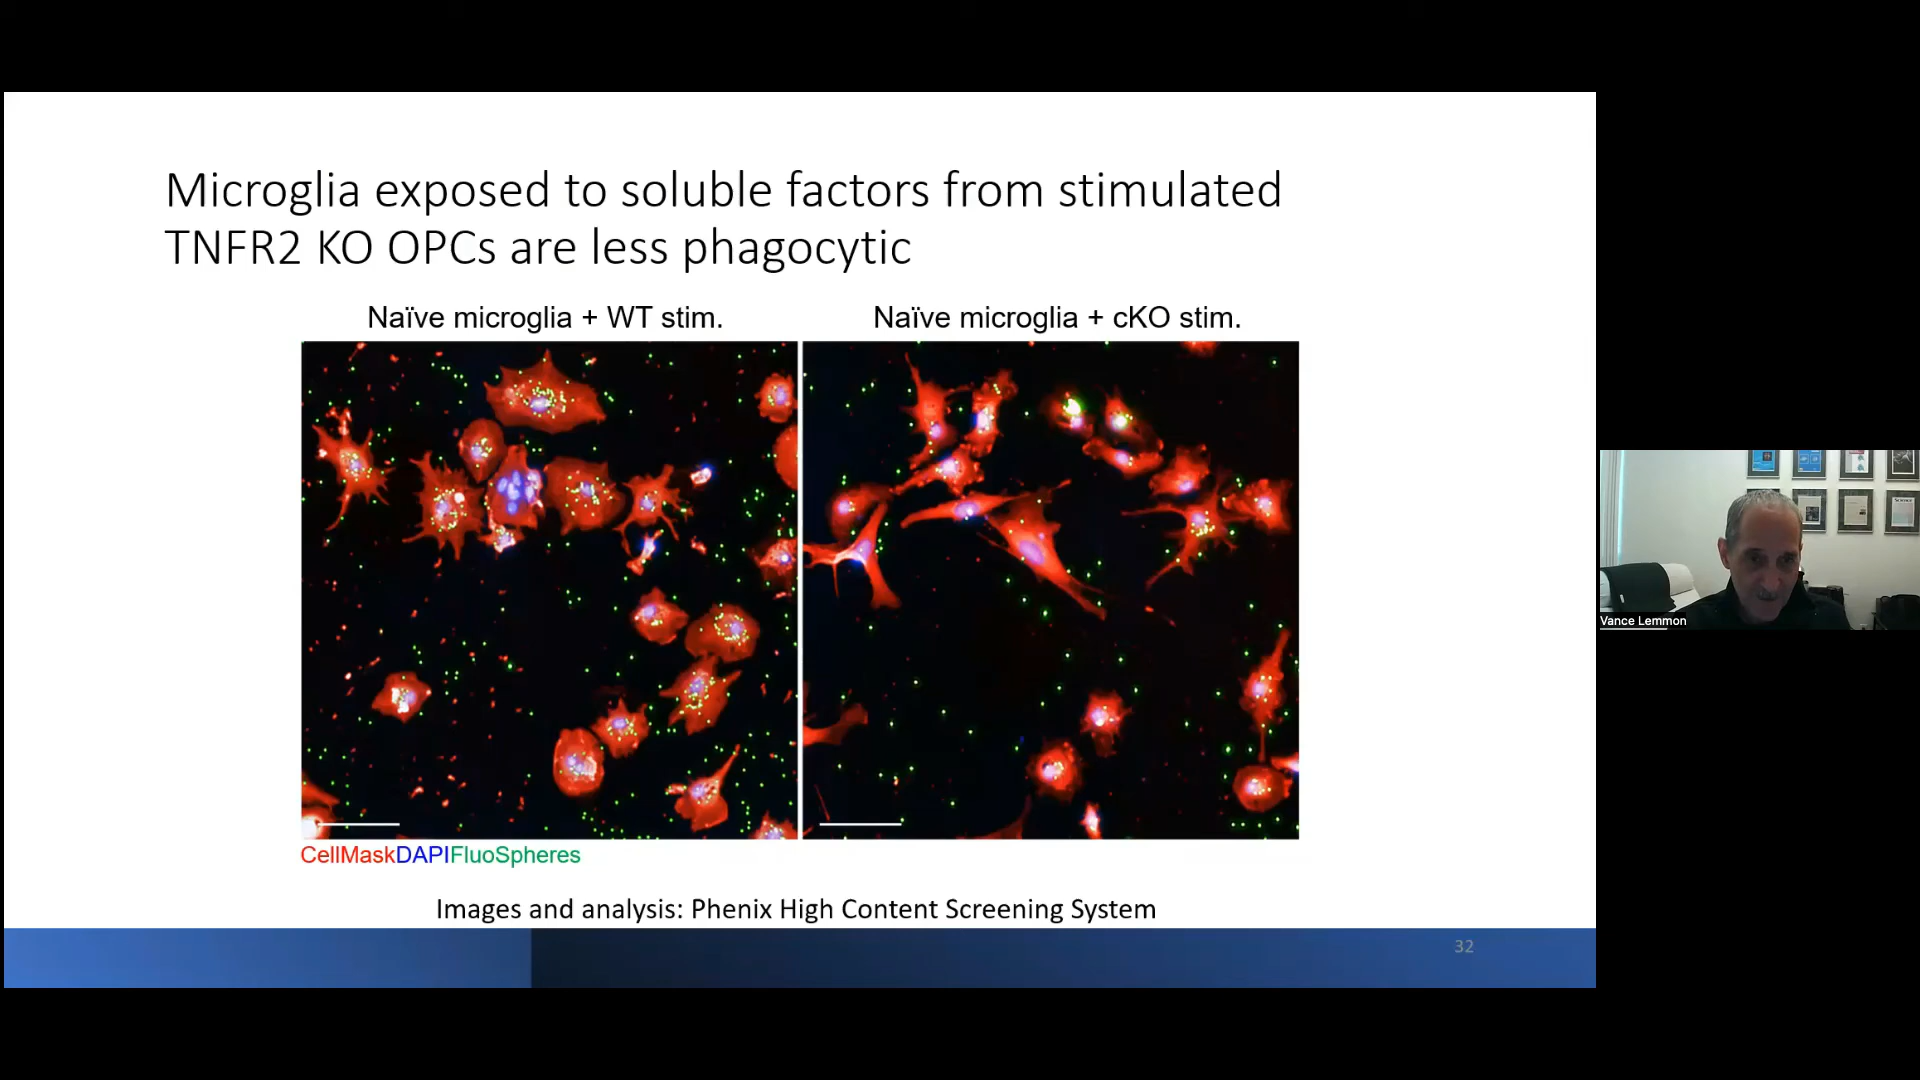 Microglia exposed to soluble factors from stimulated
TNFR2 KO OPCs are less phagocytic
Naïve microglia + WT stim.
Naïve microglia + cKO stim.
CellMaskDAPIFluoSpheres
Images and analysis: Phenix High Content Screening System
32
Science
Vance Lemmon